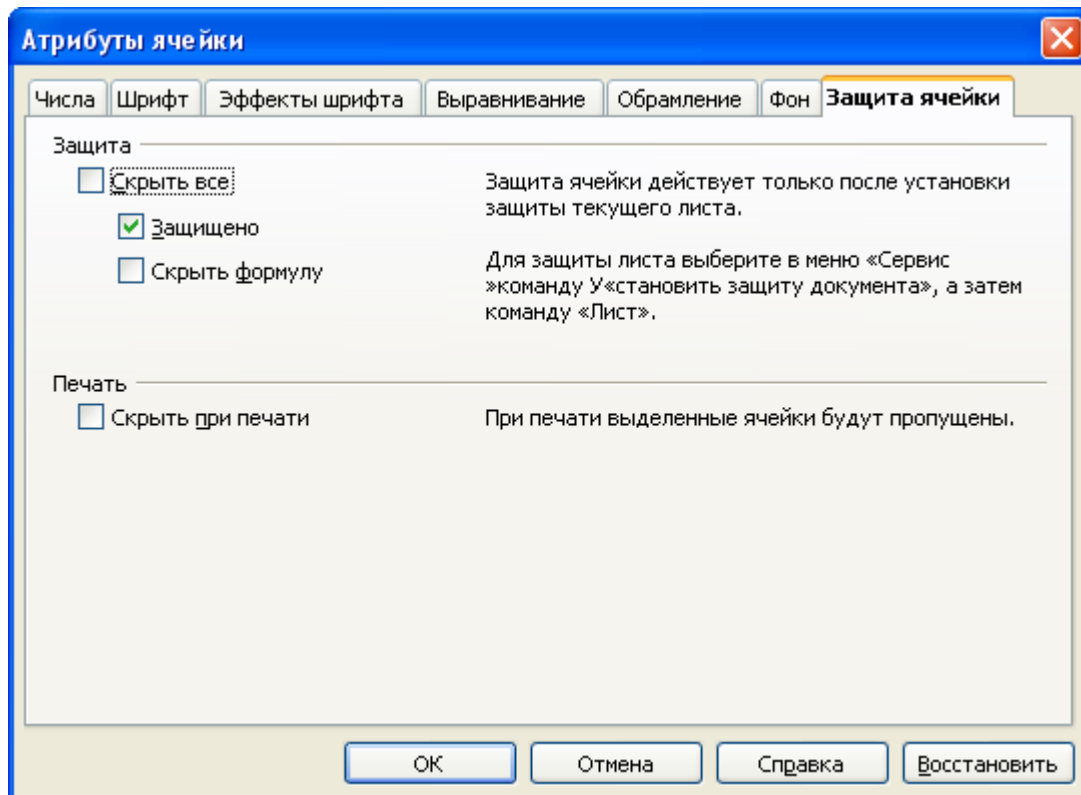 Атрибуты ячейки
Числа Шрифт Эффекты шрифта Выравнивание Обрамление Фон Защита ячейки
Защита
Скрыть все
Защищено
Скрыть формулу
Защита ячейки действует только после установки
защиты текущего листа.
Для защиты листа выберите в меню «Сервис
»команду У«становить защиту документа», а затем
команду «Лист».
Печать
Скрыть при печати
При печати выделенные ячейки будут пропущены.
ОК Отмена Справка Восстановить